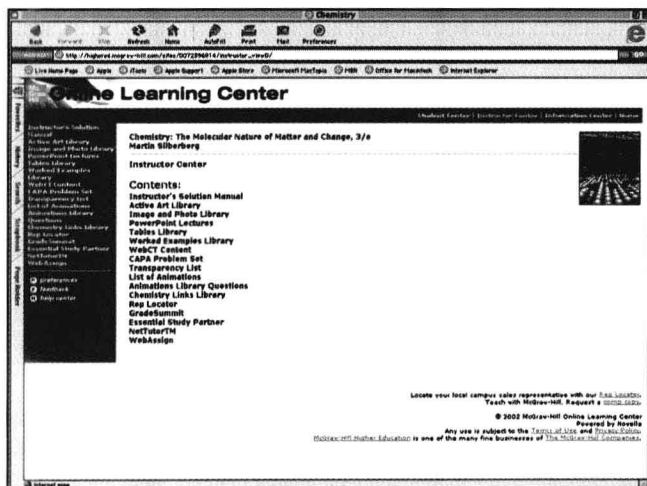 Chemistry
Back Forward Stop Refresh Home AutoFill Print Mail Preferences
Live Home Page Apple iTools Apple Support Apple Store Microsoft MacTopia MSN Office for Macintosh Internet Explorer
Online Learning Center
Student Center | Instructor Center | Information Center | Home
Favorites
History
Search
Scrapbook
Page Holder
Instructor's Solution
Manual
Active Art Library
Image and Photo Library
PowerPoint Lectures
Tables Library
Worked Examples
Library
WebCT Content
CAPA Problem Set
Transparency List
List of Animations
Animations Library
Questions
Chemistry Links Library
Rep Locator
GradeSummit
Essential Study Partner
NetTutorTM
WebAssign
preferences
feedback
help center
Chemistry: The Molecular Nature of Matter and Change, 3/e
Martin Silberberg
Instructor Center
Contents:
Instructor's Solution Manual
Active Art Library
Image and Photo Library
PowerPoint Lectures
Tables Library
Worked Examples Library
WebCT Content
CAPA Problem Set
Transparency List
List of Animations
Animations Library Questions
Chemistry Links Library
Rep Locator
GradeSummit
Essential Study Partner
NetTutorTM
WebAssign
Locate your local campus sales representative with our Rep Locator.
Teach with McGraw-Hill. Request a comp copy.
© 2002 McGraw-Hill Online Learning Center
Powered by Novella
Any use is subject to the Terms of Use and Privacy Policy.
McGraw-Hill Higher Education is one of the many fine businesses of The McGraw-Hill Companies.
Internet zone